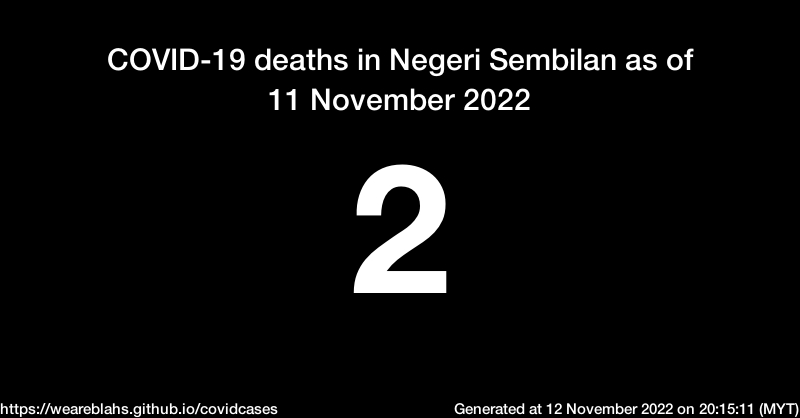 COVID-19 deaths in Negeri Sembilan as of
11 November 2022
2
https://weareblahs.github.io/covidcases
Generated at 12 November 2022 on 20:15:11 (MYT)